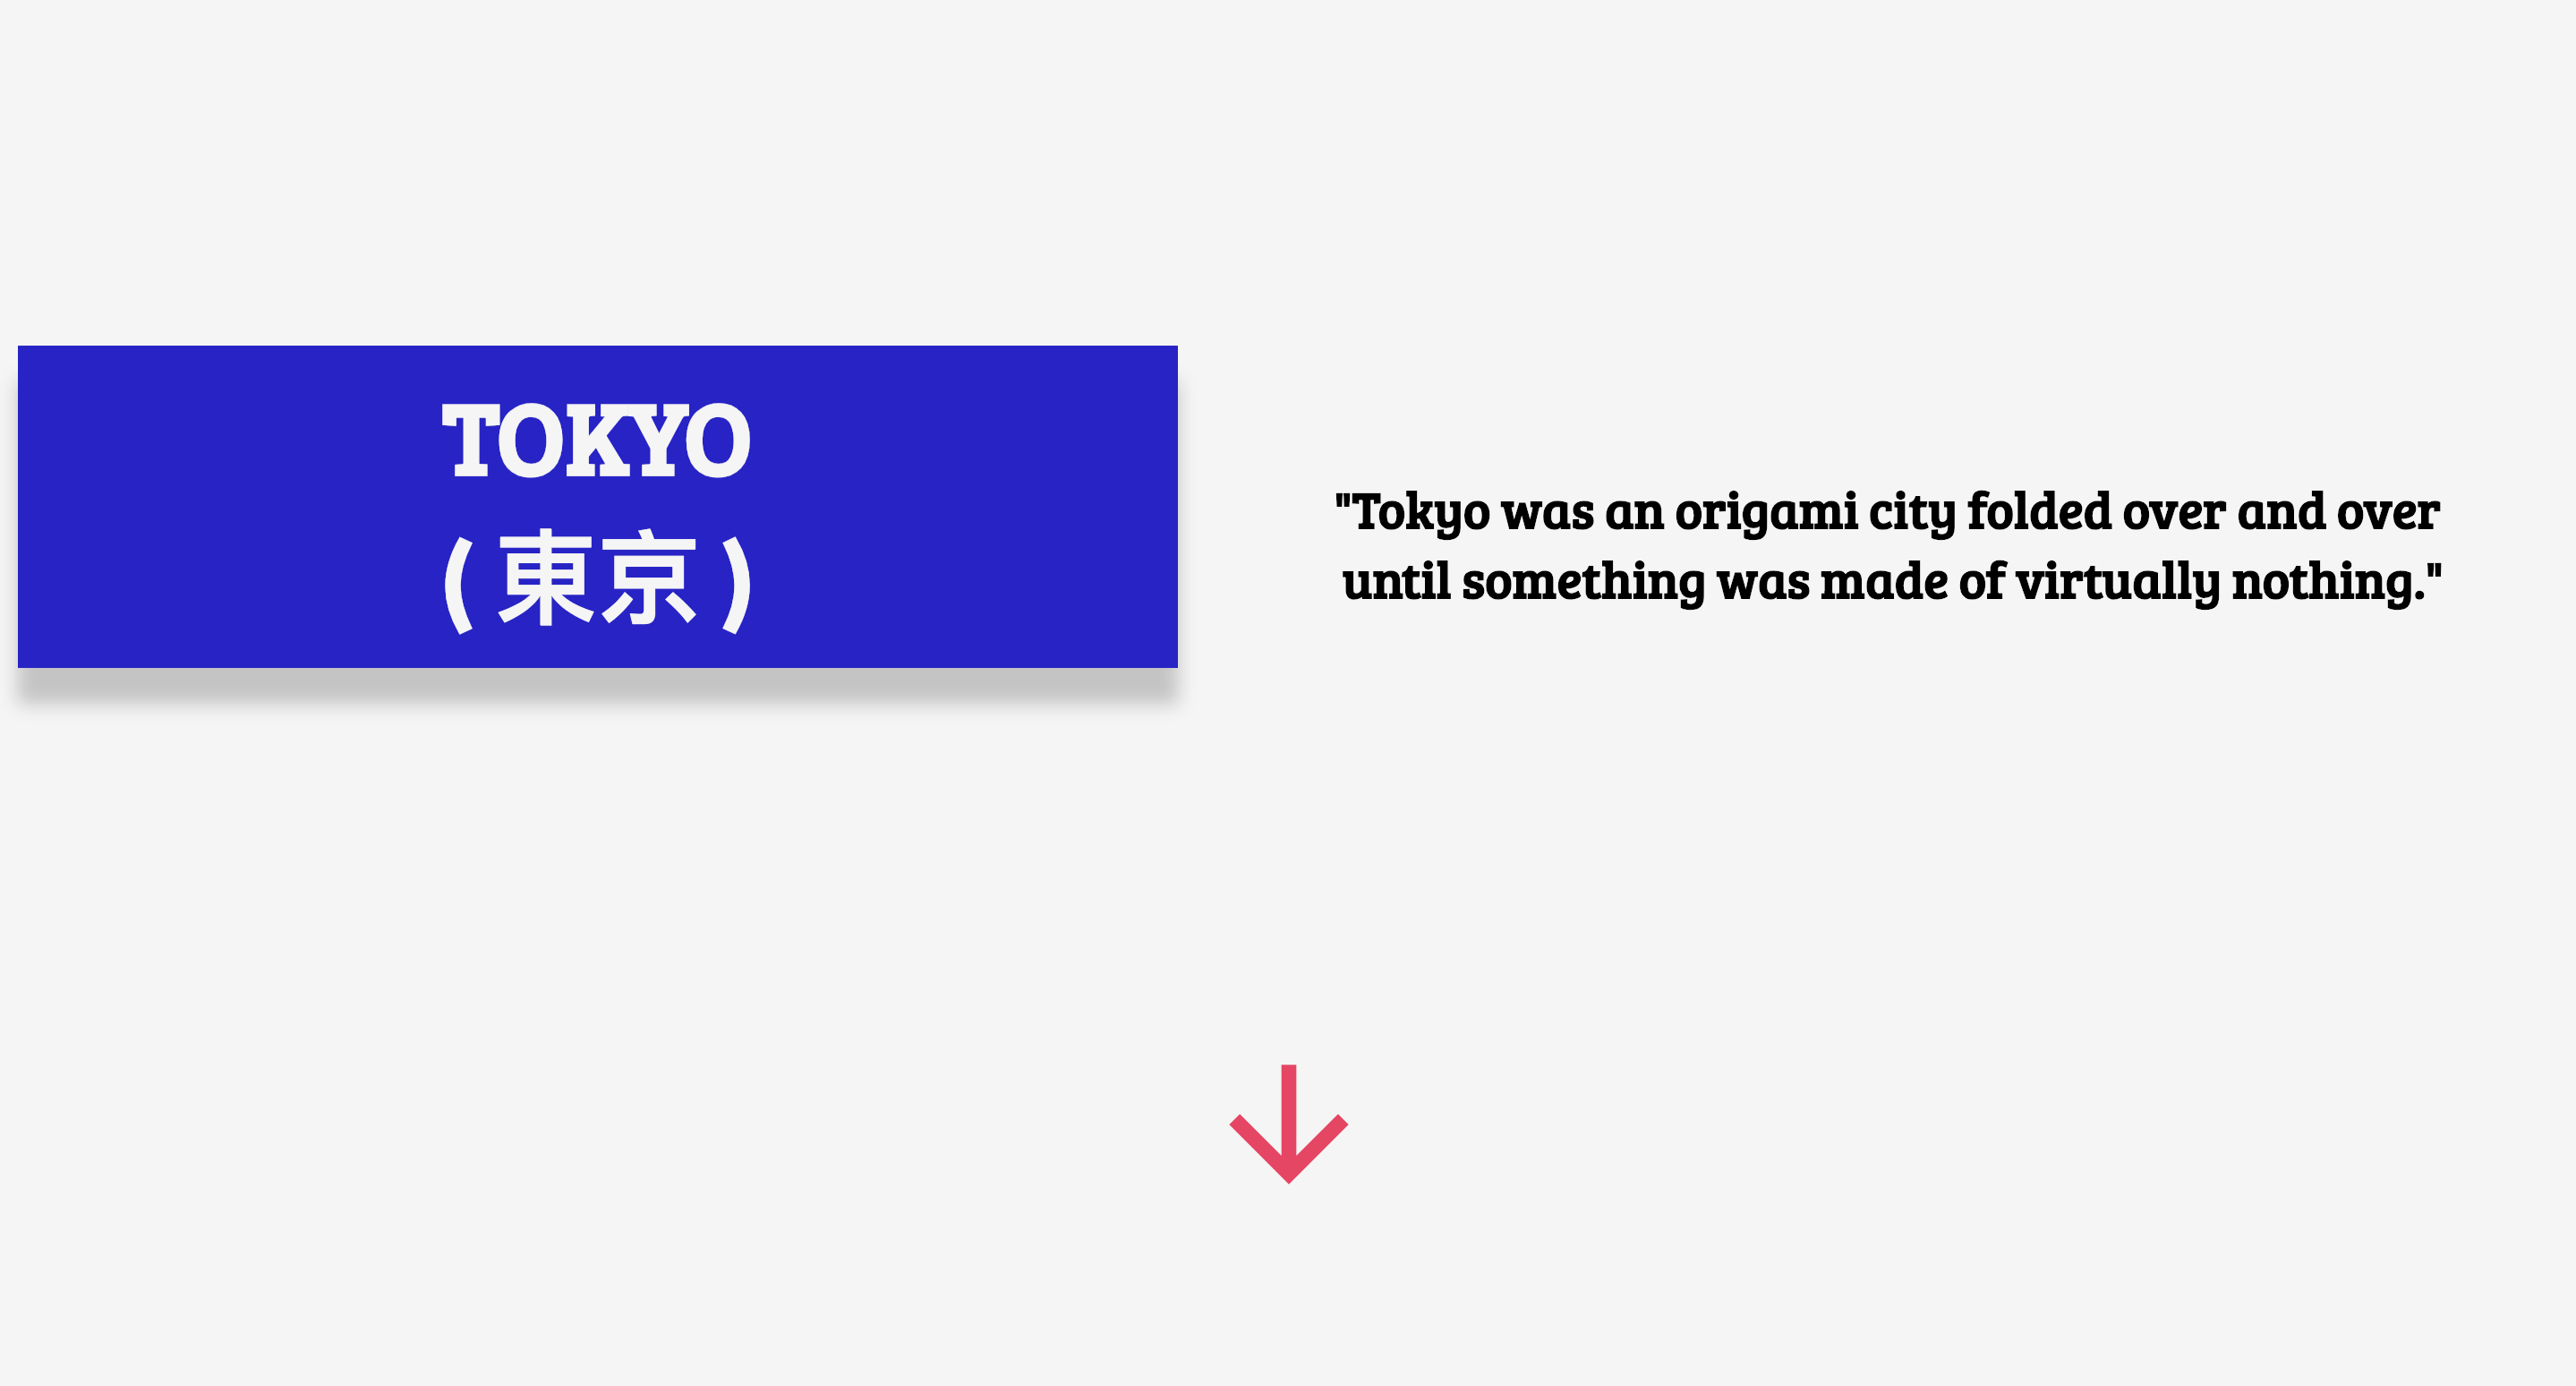 TOKYO
(東京)
"Tokyo was an origami city folded over and over
until something was made of virtually nothing."